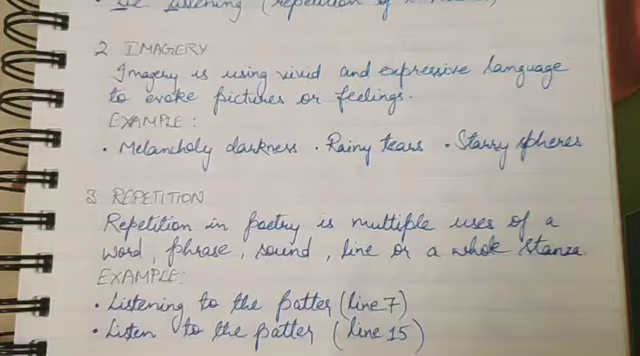 Lie listening (repetition of
2 IMAGERY
Imagery is using vivid and expressive language
to evoke pictures or feelings.
EXAMPLE:
• Melancholy darkness • Rainy tears • Starry spheres
3 REPETITION
Repetition in poetry is multiple uses of a
word, phrase, sound, line or a whole stanza
EXAMPLE:
• Listening to the patter (line 7)
• Listen to the patter (line 15)